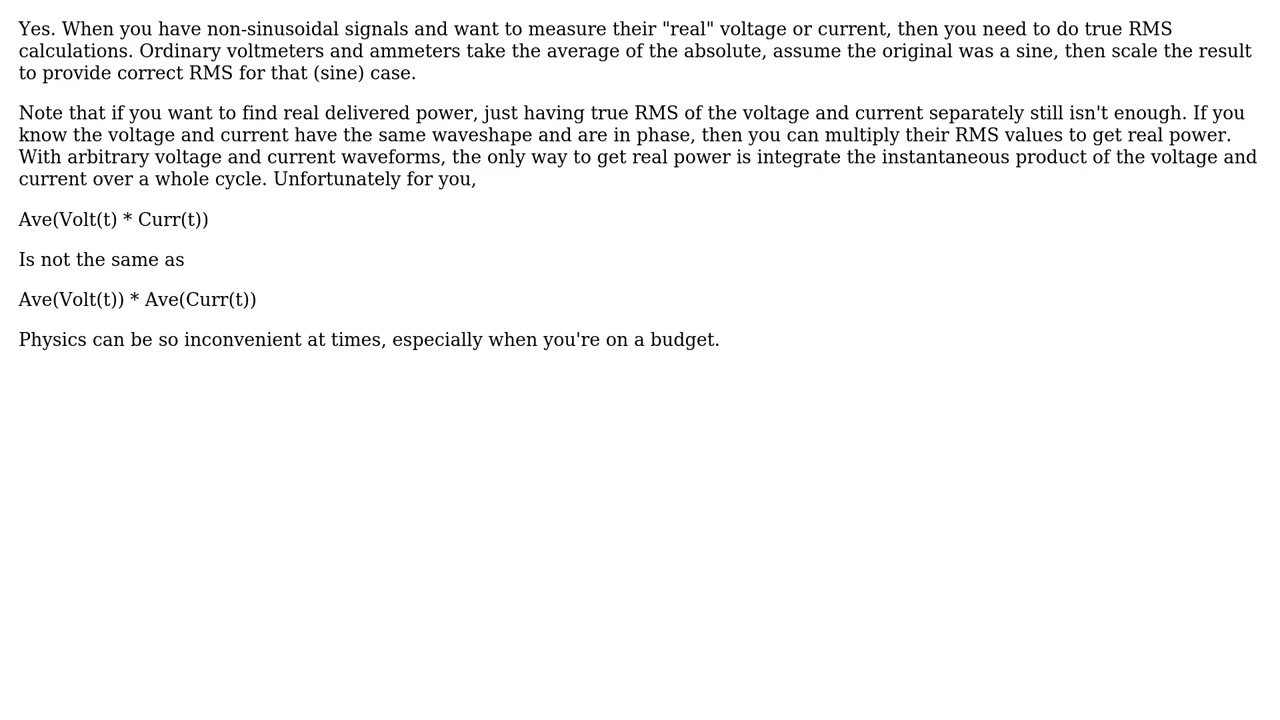 Yes. When you have non-sinusoidal signals and want to measure their "real" voltage or current, then you need to do true RMS
calculations. Ordinary voltmeters and ammeters take the average of the absolute, assume the original was a sine, then scale the result
to provide correct RMS for that (sine) case.
Note that if you want to find real delivered power, just having true RMS of the voltage and current separately still isn't enough. If you
know the voltage and current have the same waveshape and are in phase, then you can multiply their RMS values to get real power.
With arbitrary voltage and current waveforms, the only way to get real power is integrate the instantaneous product of the voltage and
current over a whole cycle. Unfortunately for you,
Ave(Volt(t) * Curr(t))
Is not the same as
Ave(Volt(t)) * Ave(Curr(t))
Physics can be so inconvenient at times, especially when you're on a budget.